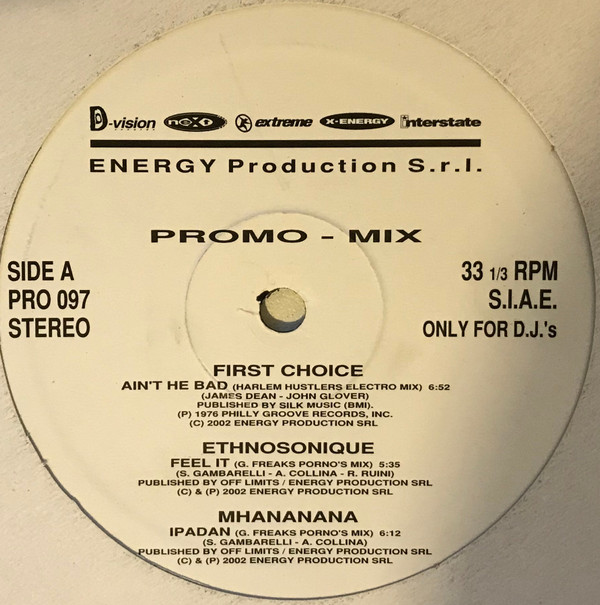 D-vision RECORDS next extreme X-ENERGY interstate
ENERGY Production S.r.l.
PROMO - MIX
SIDE A
PRO 097
STEREO
33 1/3 RPM
S.I.A.E.
ONLY FOR D.J.'s
FIRST CHOICE
AIN'T HE BAD (HARLEM HUSTLERS ELECTRO MIX) 6:52
(JAMES DEAN - JOHN GLOVER)
PUBLISHED BY SILK MUSIC (BMI).
(P) 1976 PHILLY GROOVE RECORDS, INC.
(C) 2002 ENERGY PRODUCTION SRL
ETHNOSONIQUE
FEEL IT (G. FREAKS PORNO'S MIX) 5:35
(S. GAMBARELLI - A. COLLINA - R. RUINI)
PUBLISHED BY OFF LIMITS / ENERGY PRODUCTION SRL
(C) & (P) 2002 ENERGY PRODUCTION SRL
MHANANANA
IPADAN (G. FREAKS PORNO'S MIX) 6:12
(S. GAMBARELLI - A. COLLINA)
PUBLISHED BY OFF LIMITS / ENERGY PRODUCTION SRL
(C) & (P) 2002 ENERGY PRODUCTION SRL